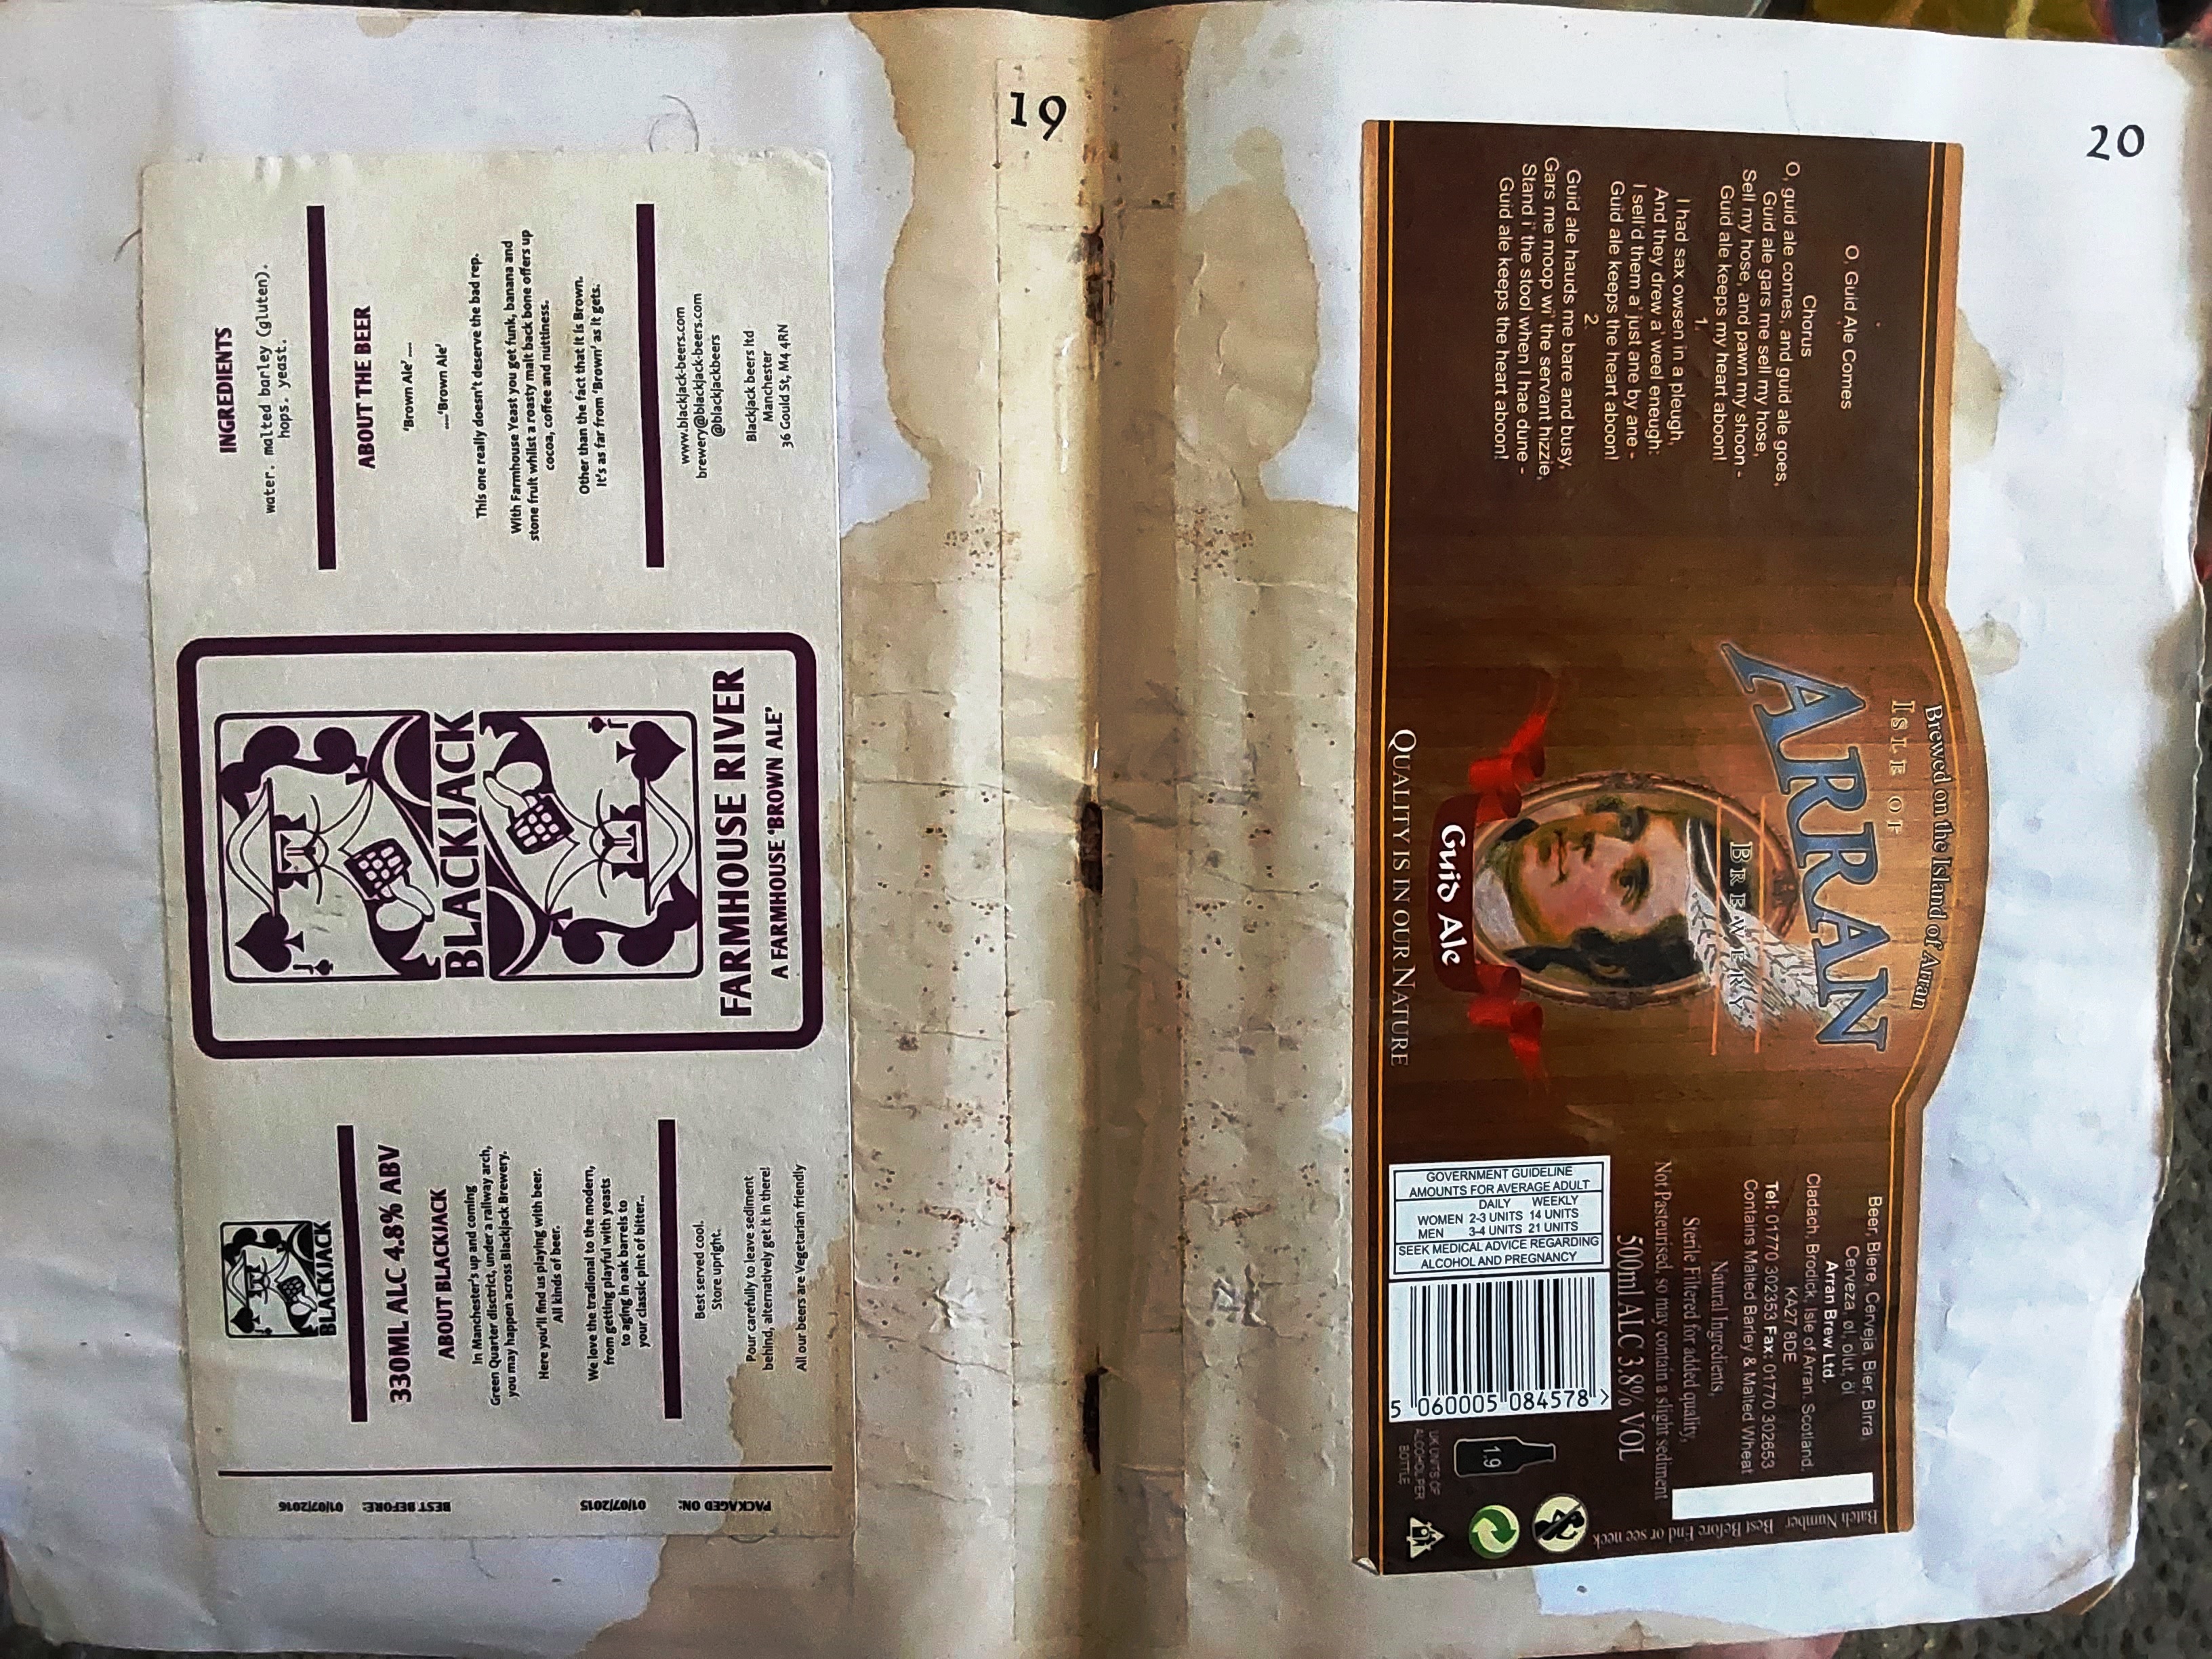 19
INGREDIENTS
water. malted barley (gluten).
hops. yeast.
ABOUT THE BEER
'Brown Ale' ....
....'Brown Ale'
This one really doesn't deserve the bad rep.
With Farmhouse Yeast you get funk, banana and
stone fruit whilst a roasty malt back bone offers up
cocoa, coffee and nuttiness.
Other than the fact that it is Brown.
It's as far from 'Brown' as it gets.
www.blackjack-beers.com
brewery@blackjack-beers.com
@blackjackbeers
Blackjack beers ltd
Manchester
36 Gould St, M4 4RN
J
BLACKJACK
J
FARMHOUSE RIVER
A FARMHOUSE 'BROWN ALE'
BLACKJACK
330ML ALC 4.8% ABV
ABOUT BLACKJACK
In Manchester's up and coming
Green Quarter disctrict, under a railway arch,
you may happen across Blackjack Brewery.
Here you'll find us playing with beer.
All kinds of beer.
We love the traditional to the modern,
from getting playful with yeasts
to aging in oak barrels to
your classic pint of bitter..
Best served cool.
Store upright.
Pour carefully to leave sediment
behind, alternatively get it in there!
All our beers are Vegetarian friendly
PACKAGED ON:
01/07/2015
BEST BEFORE:
01/07/2016
20
O, Guid Ale Comes
Chorus
O, guid ale comes, and guid ale goes,
Guid ale gars me sell my hose,
Sell my hose, and pawn my shoon -
Guid ale keeps my heart aboon!
1.
I had sax owsen in a pleugh,
And they drew a' weel eneugh:
I sell'd them a' just ane by ane -
Guid ale keeps the heart aboon!
2.
Guid ale hauds me bare and busy,
Gars me moop wi' the servant hizzie,
Stand i' the stool when I hae dune -
Guid ale keeps the heart aboon!
Brewed on the Island of Arran
ISLE OF
ARRAN
BREWERY
Guid Ale
QUALITY IS IN OUR NATURE
Beer, Biere, Cerveja, Bier, Birra,
Cerveza, øl, olut, öl
Arran Brew Ltd.
Cladach, Brodick, Isle of Arran, Scotland.
KA27 8DE
Tel: 01770 302353 Fax: 01770 302653
Contains Malted Barley & Malted Wheat
Natural Ingredients,
Sterile Filtered for added quality,
Not Pasteurised, so may contain a slight sediment
500ml ALC 3.8% VOL
GOVERNMENT GUIDELINE
AMOUNTS FOR AVERAGE ADULT
DAILY WEEKLY
WOMEN 2-3 UNITS 14 UNITS
MEN 3-4 UNITS 21 UNITS
SEEK MEDICAL ADVICE REGARDING
ALCOHOL AND PREGNANCY
5 060005 084578 >
1.9
UK UNITS OF
ALCOHOL PER
BOTTLE
Batch Number Best Before End or see neck